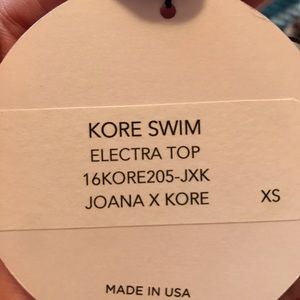 KORE SWIM
ELECTRA TOP
16KORE205-JXK
JOANA X KORE XS
MADE IN USA